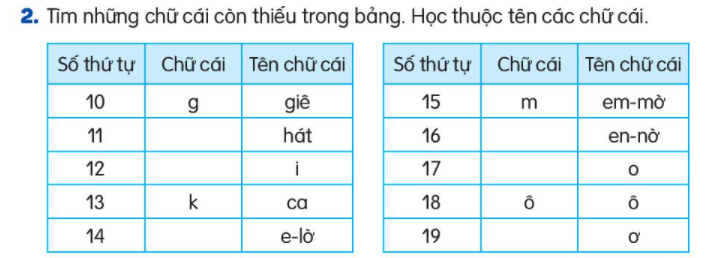 2. Tìm những chữ cái còn thiếu trong bảng. Học thuộc tên các chữ cái.
Số thứ tự Chữ cái Tên chữ cái
10 g giê
11 hát
12 i
13 k ca
14 e-lờ
Số thứ tự Chữ cái Tên chữ cái
15 m em-mờ
16 en-nờ
17 o
18 ô ô
19 ơ